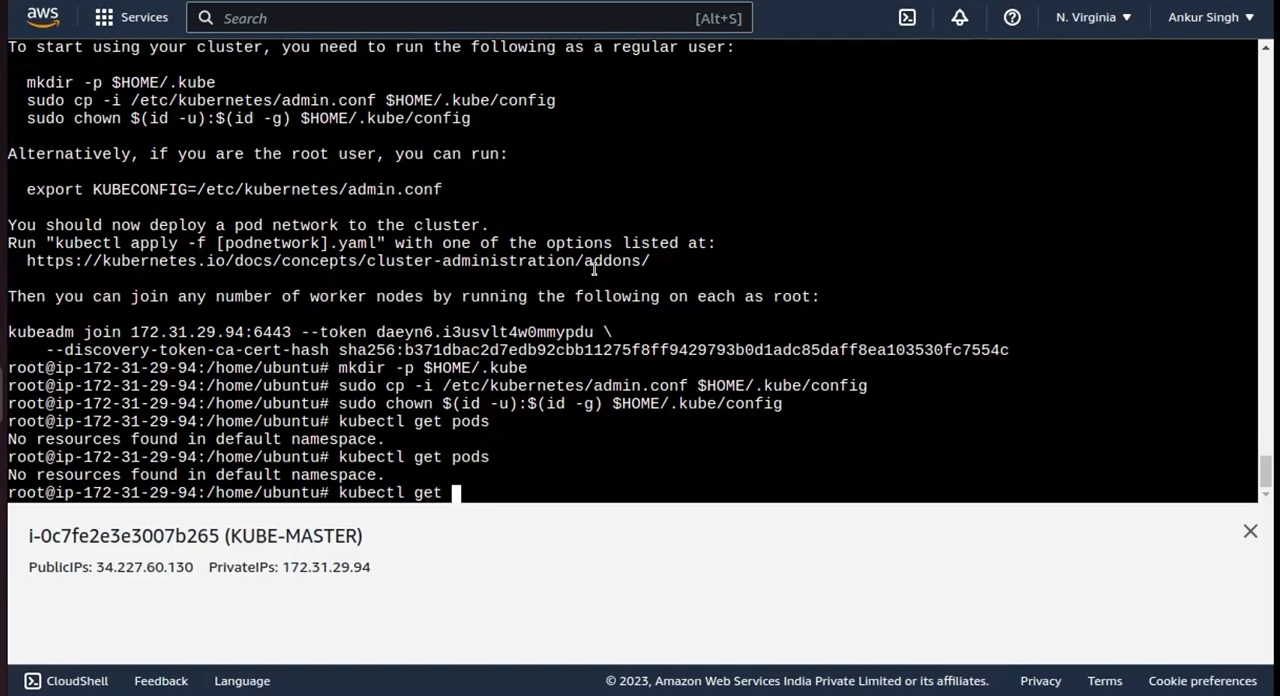 aws Services Search [Alt+S] N. Virginia Ankur Singh
To start using your cluster, you need to run the following as a regular user:
mkdir -p $HOME/.kube
sudo cp -i /etc/kubernetes/admin.conf $HOME/.kube/config
sudo chown $(id -u):$(id -g) $HOME/.kube/config
Alternatively, if you are the root user, you can run:
export KUBECONFIG=/etc/kubernetes/admin.conf
You should now deploy a pod network to the cluster.
Run "kubectl apply -f [podnetwork].yaml" with one of the options listed at:
https://kubernetes.io/docs/concepts/cluster-administration/addons/
Then you can join any number of worker nodes by running the following on each as root:
kubeadm join 172.31.29.94:6443 --token daeyn6.i3usvlt4w0mmypdu \
--discovery-token-ca-cert-hash sha256:b371dbac2d7edb92cbb11275f8ff9429793b0d1adc85daff8ea103530fc7554c
root@ip-172-31-29-94:/home/ubuntu# mkdir -p $HOME/.kube
root@ip-172-31-29-94:/home/ubuntu# sudo cp -i /etc/kubernetes/admin.conf $HOME/.kube/config
root@ip-172-31-29-94:/home/ubuntu# sudo chown $(id -u):$(id -g) $HOME/.kube/config
root@ip-172-31-29-94:/home/ubuntu# kubectl get pods
No resources found in default namespace.
root@ip-172-31-29-94:/home/ubuntu# kubectl get pods
No resources found in default namespace.
root@ip-172-31-29-94:/home/ubuntu# kubectl get
i-0c7fe2e3e3007b265 (KUBE-MASTER)
PublicIPs: 34.227.60.130 PrivateIPs: 172.31.29.94
CloudShell Feedback Language © 2023, Amazon Web Services India Private Limited or its affiliates. Privacy Terms Cookie preferences